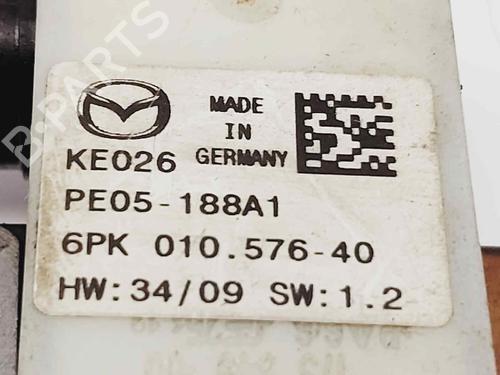 B-PARTS
MADE
IN
GERMANY
KE026
PE05-188A1
6PK 010.576-40
HW:34/09 SW:1.2